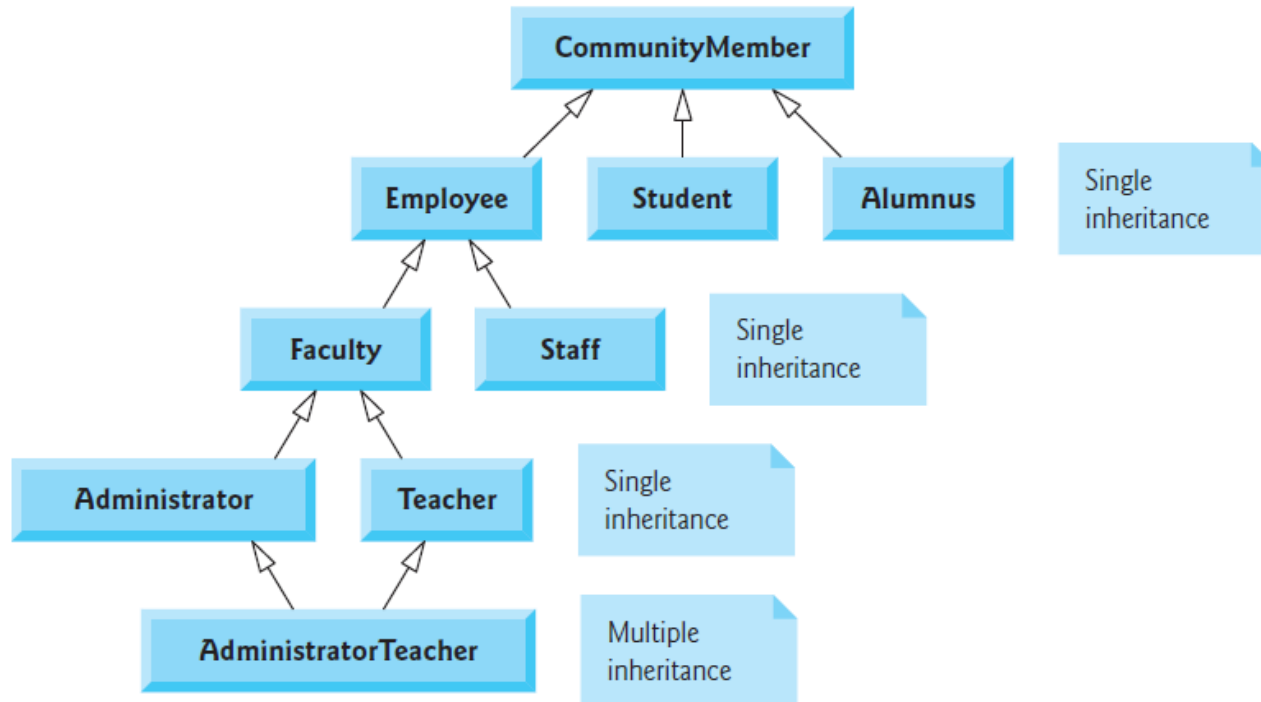 CommunityMember
Employee
Student
Alumnus
Single
inheritance
Faculty
Staff
Single
inheritance
Administrator
Teacher
Single
inheritance
AdministratorTeacher
Multiple
inheritance